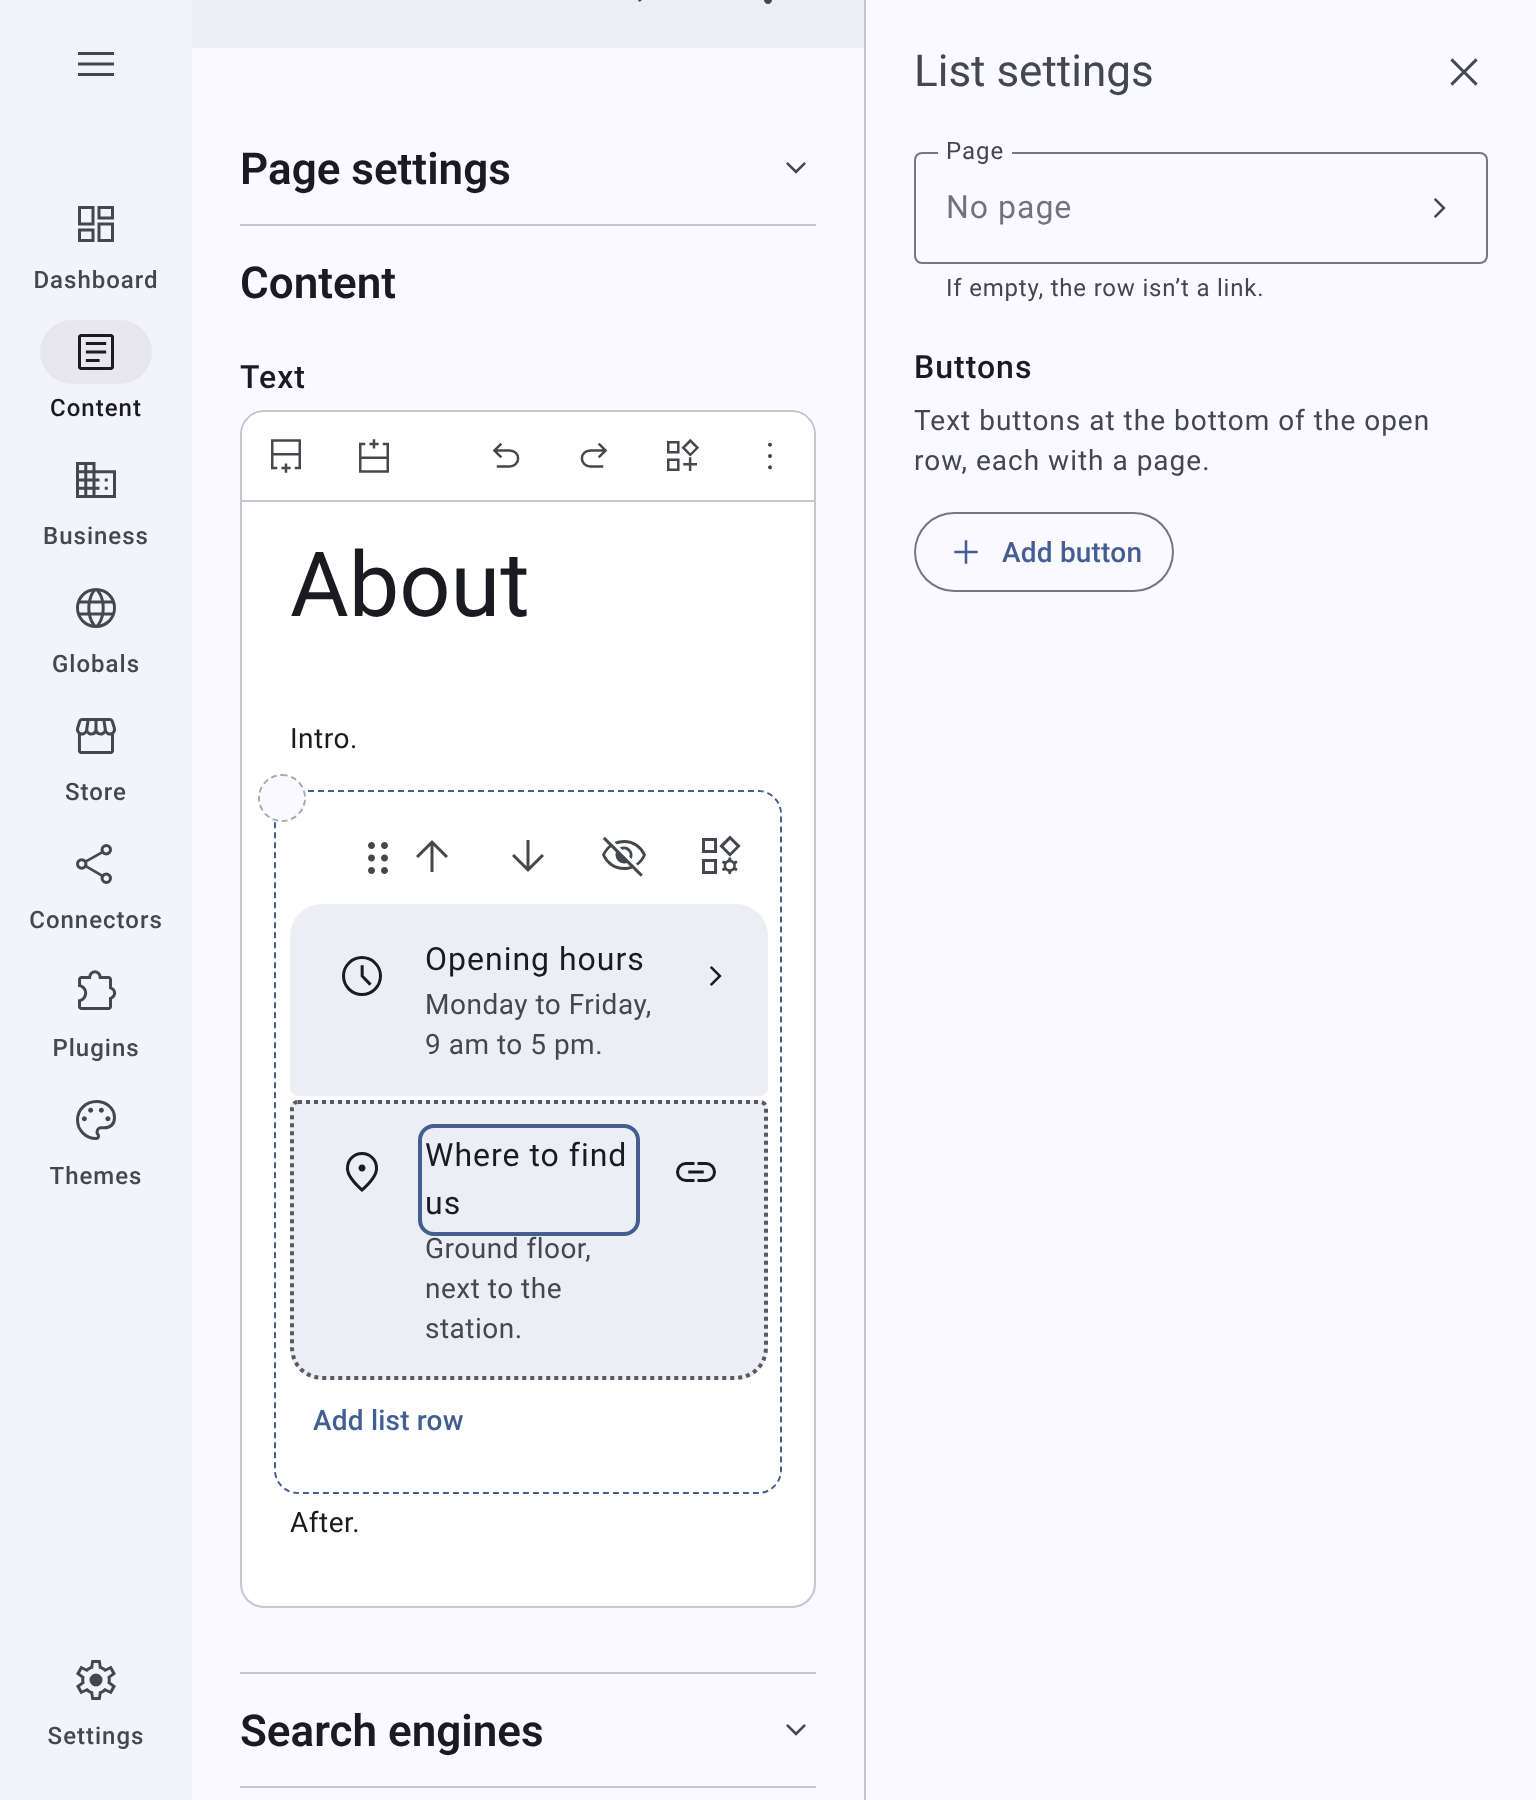 Dashboard
Content
Business
Globals
Store
Connectors
Plugins
Themes
Settings
Page settings
Content
Text
About
Intro.
Opening hours
Monday to Friday,
9 am to 5 pm.
Where to find
us
Ground floor,
next to the
station.
Add list row
After.
Search engines
List settings
Page
No page
If empty, the row isn’t a link.
Buttons
Text buttons at the bottom of the open
row, each with a page.
Add button